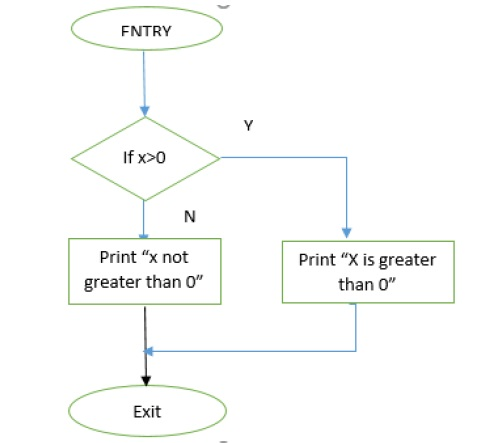 FNTRY
If x>0
Y
N
Print “x not
greater than 0”
Print “X is greater
than 0”
Exit